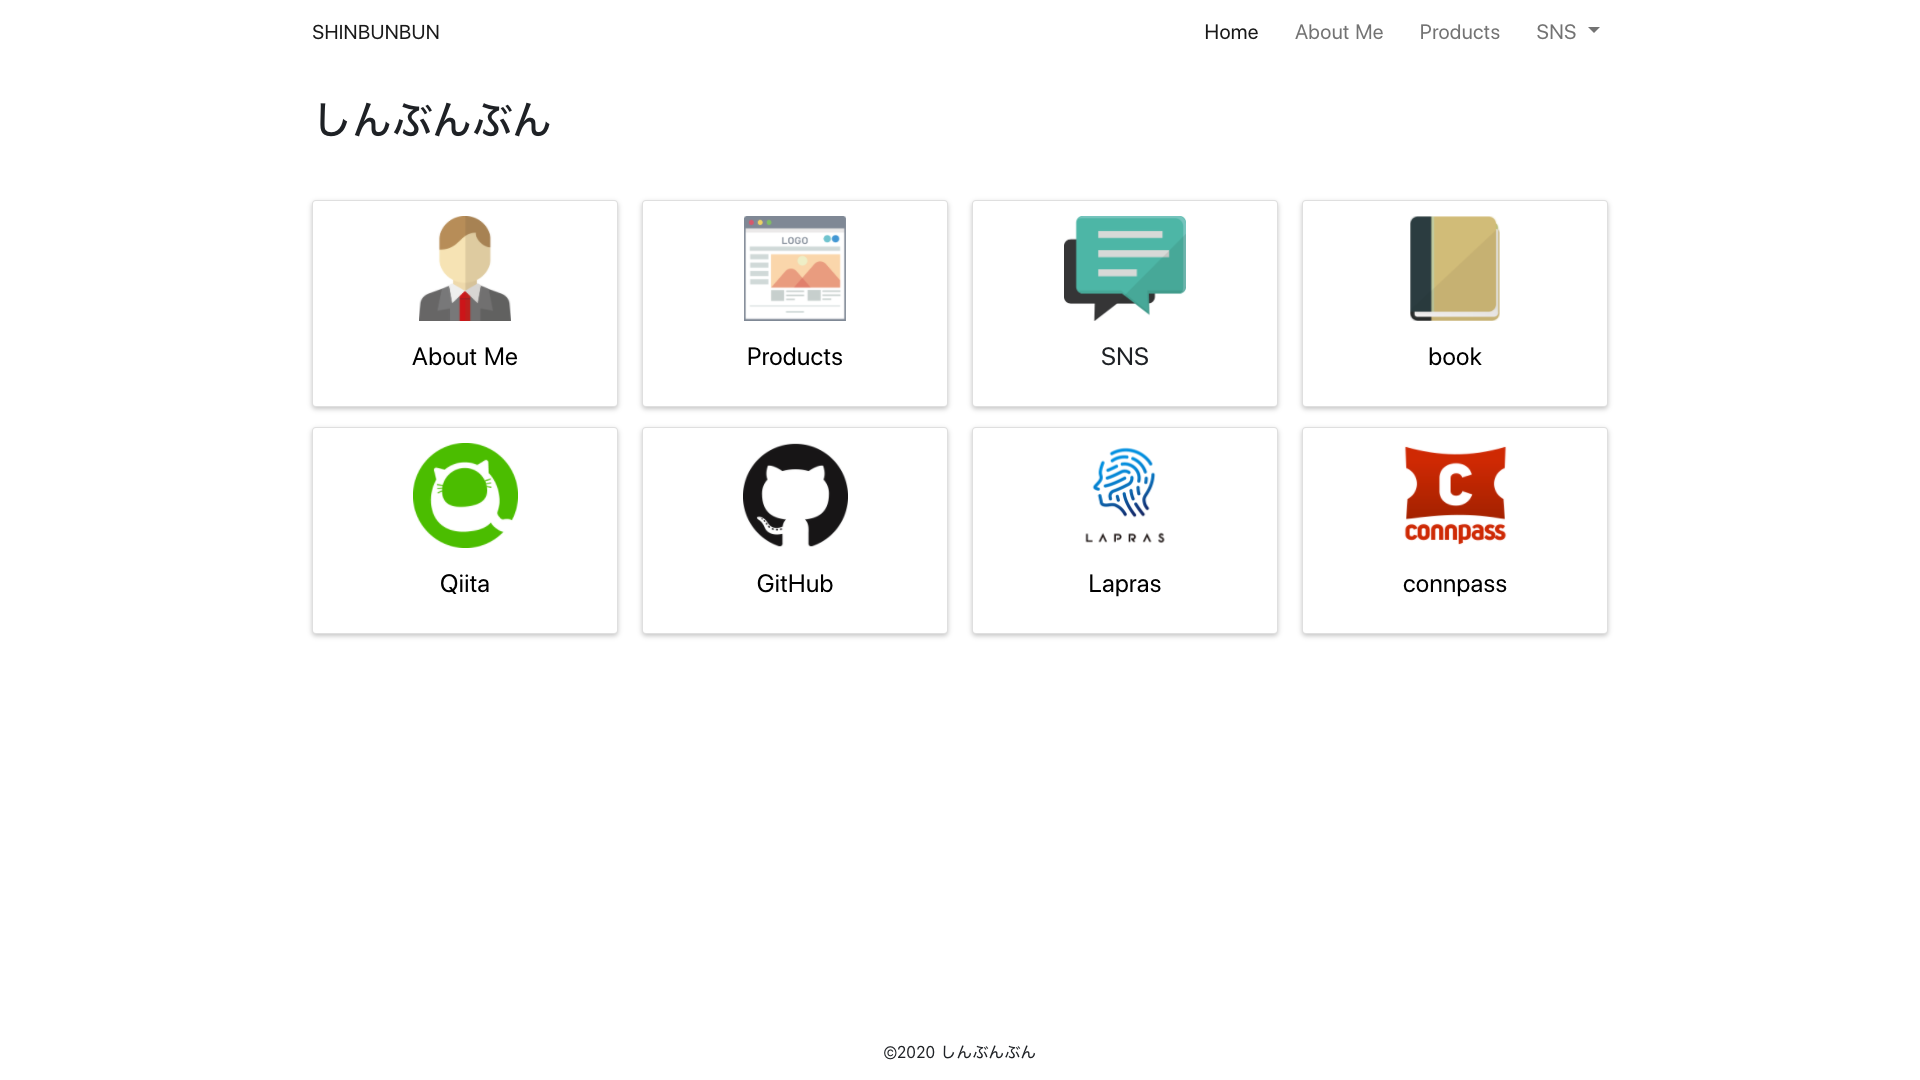 SHINBUNBUN
Home About Me Products SNS
しんぶんぶん
LOGO
About Me Products SNS book
LAPRAS
C
connpass
Qiita GitHub Lapras connpass
©2020 しんぶんぶん